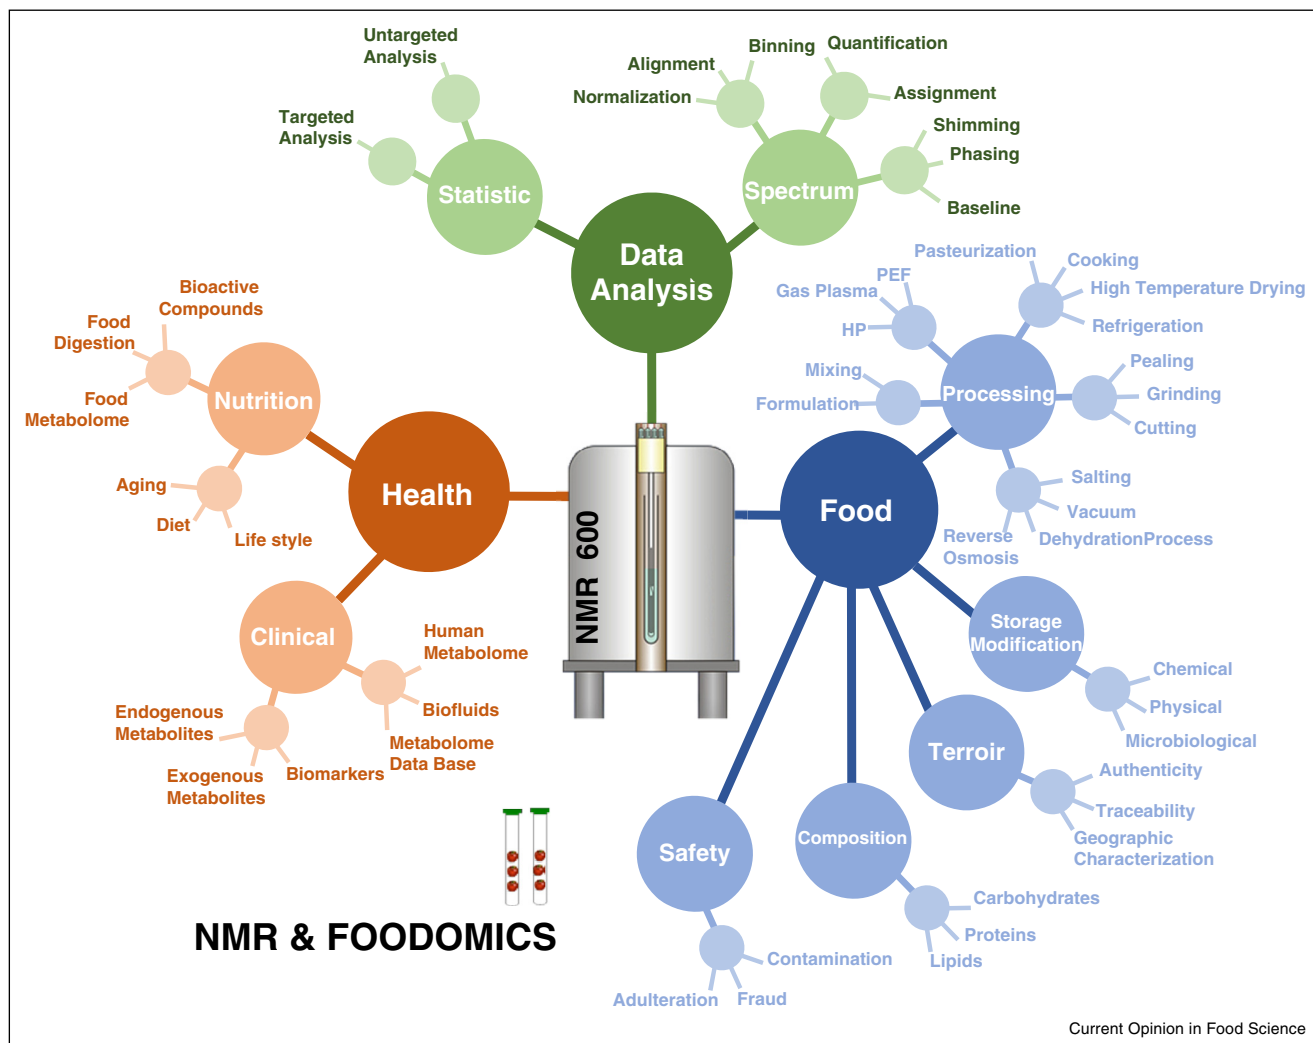 Untargeted
Analysis
Targeted
Analysis
Statistic
Alignment
Binning
Quantification
Normalization
Assignment
Shimming
Phasing
Baseline
Spectrum
Data
Analysis
Bioactive
Compounds
Food
Digestion
Food
Metabolome
Nutrition
Aging
Diet
Life style
Health
Clinical
Human
Metabolome
Biofluids
Metabolome
Data Base
Endogenous
Metabolites
Exogenous
Metabolites
Biomarkers
NMR 600
Food
Pasteurization
Cooking
High Temperature Drying
Refrigeration
PEF
Gas Plasma
HP
Mixing
Formulation
Processing
Pealing
Grinding
Cutting
Salting
Vacuum
DehydrationProcess
Reverse
Osmosis
Storage
Modification
Chemical
Physical
Microbiological
Terroir
Authenticity
Traceability
Geographic
Characterization
Composition
Carbohydrates
Proteins
Lipids
Safety
Contamination
Fraud
Adulteration
NMR & FOODOMICS
Current Opinion in Food Science